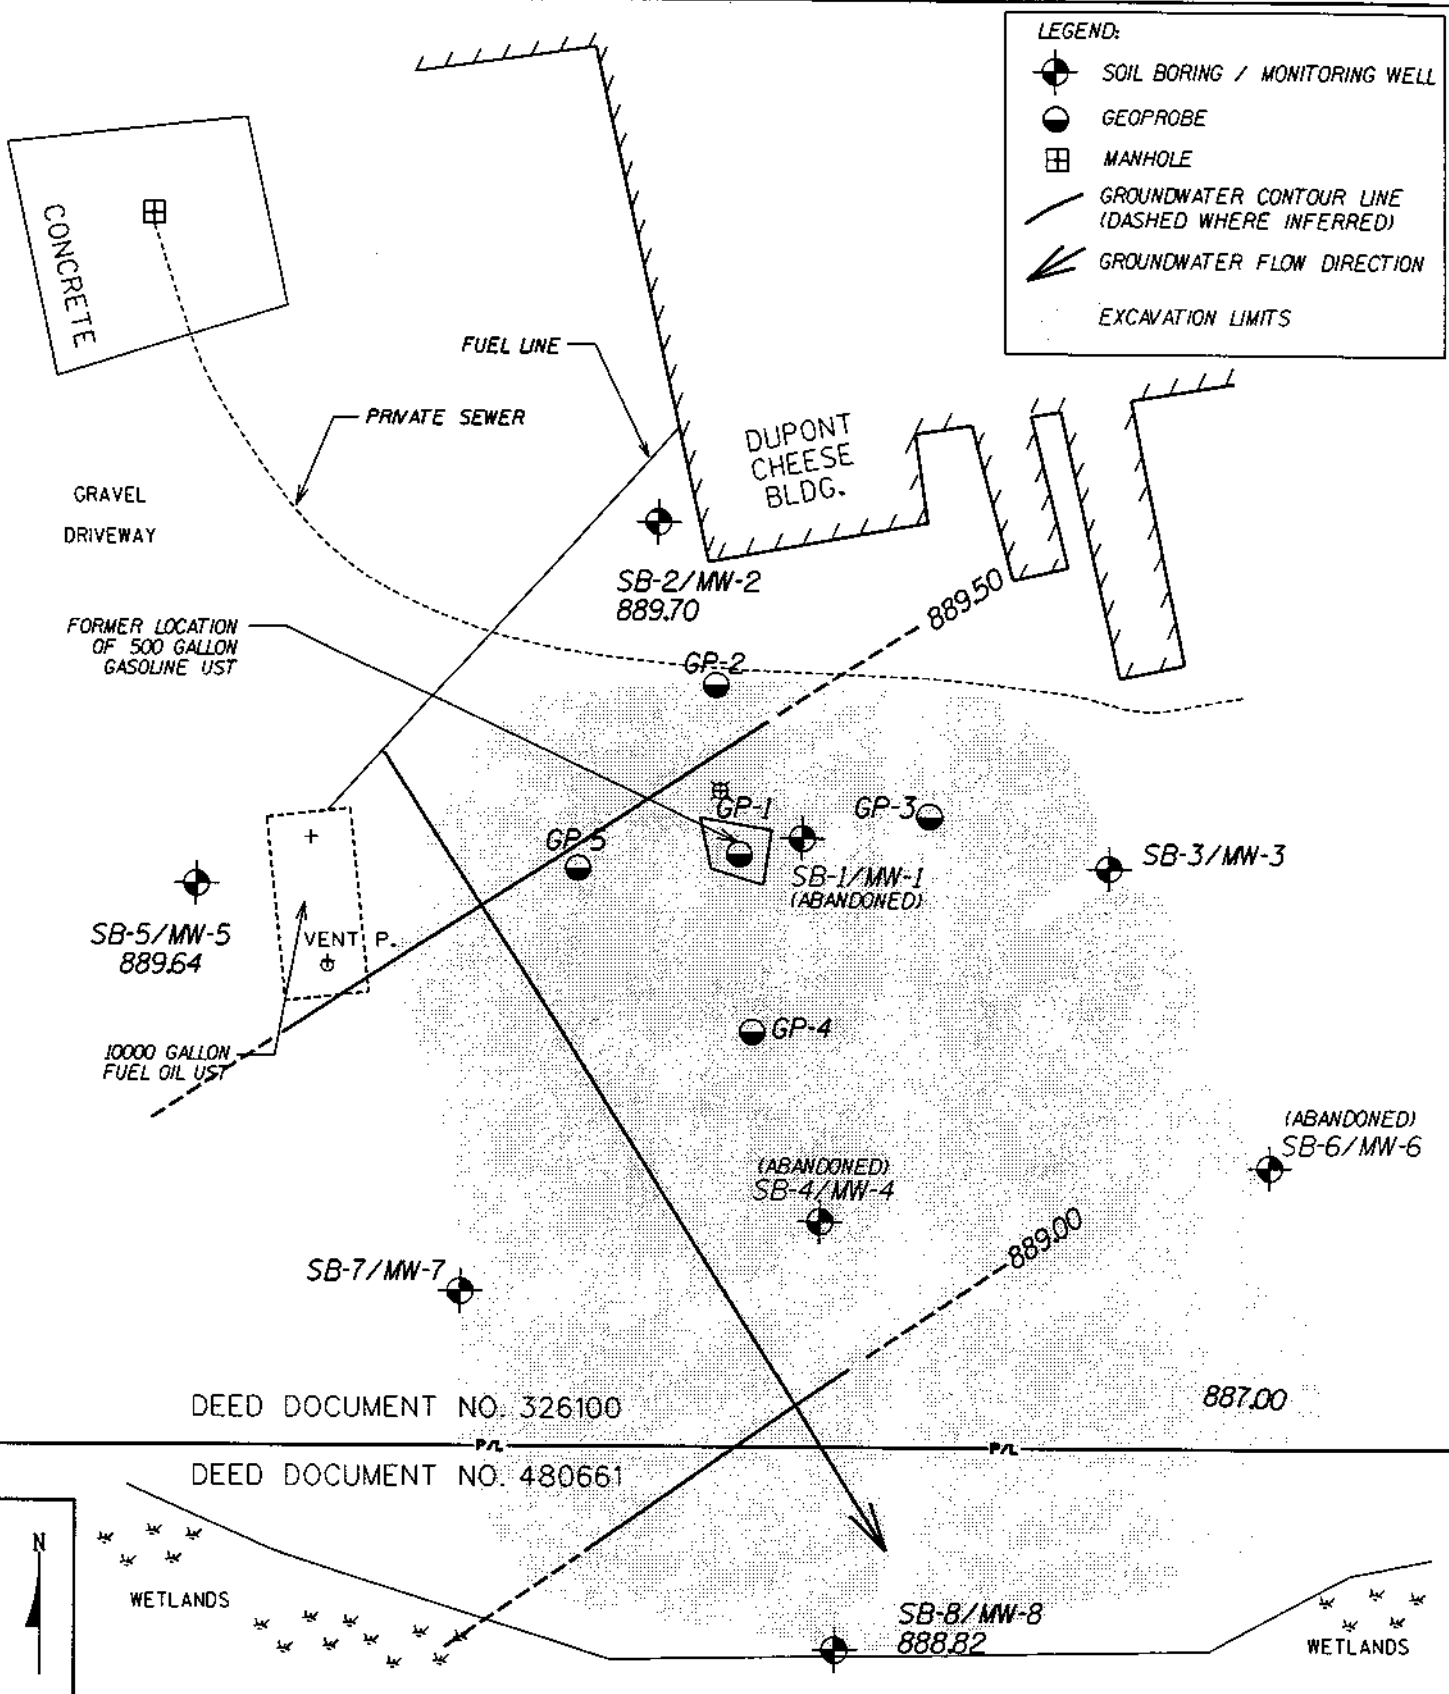 LEGEND:
SOIL BORING / MONITORING WELL
GEOPROBE
MANHOLE
GROUNDWATER CONTOUR LINE
(DASHED WHERE INFERRED)
GROUNDWATER FLOW DIRECTION
EXCAVATION LIMITS
CONCRETE
FUEL LINE
PRIVATE SEWER
DUPONT
CHEESE
BLDG.
GRAVEL
DRIVEWAY
SB-2/MW-2
889.70
889.50
FORMER LOCATION
OF 500 GALLON
GASOLINE UST
GP-2
GP-1
GP-3
GP-5
SB-1/MW-1
(ABANDONED)
SB-3/MW-3
SB-5/MW-5
889.64
VENT P.
GP-4
10000 GALLON
FUEL OIL UST
(ABANDONED)
SB-6/MW-6
(ABANDONED)
SB-4/MW-4
889.00
SB-7/MW-7
887.00
DEED DOCUMENT NO. 326100
P/L
P/L
DEED DOCUMENT NO. 480661
N
WETLANDS
SB-8/MW-8
888.82
WETLANDS